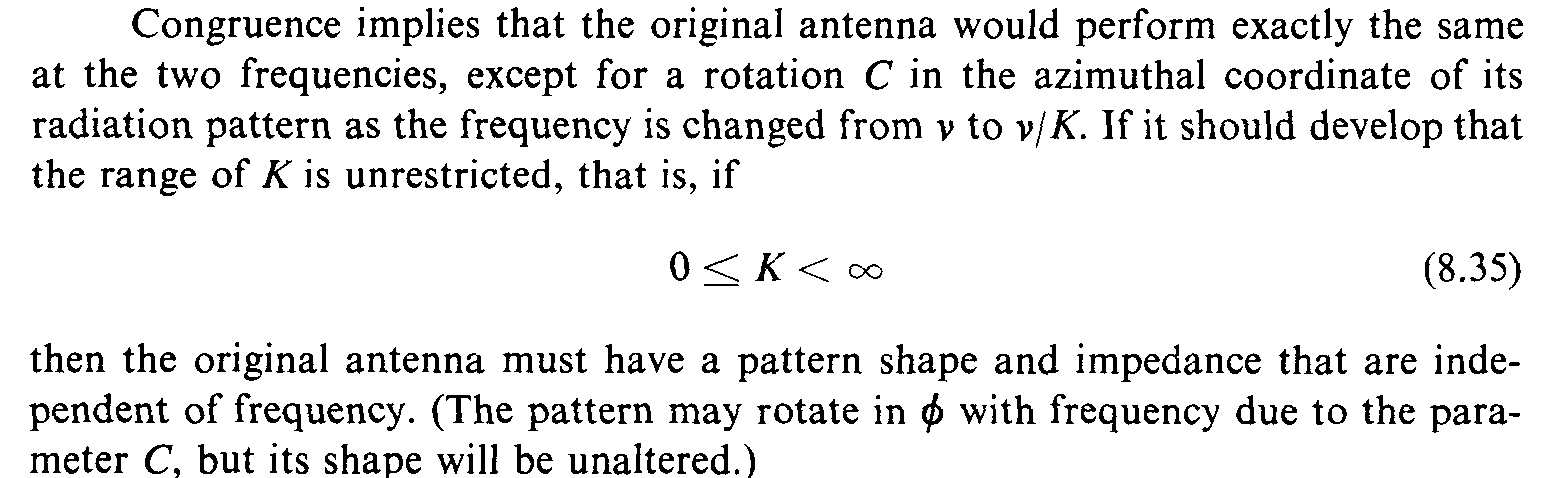 Congruence implies that the original antenna would perform exactly the same
at the two frequencies, except for a rotation C in the azimuthal coordinate of its
radiation pattern as the frequency is changed from ν to ν/K. If it should develop that
the range of K is unrestricted, that is, if
0 ≤ K < ∞ (8.35)
then the original antenna must have a pattern shape and impedance that are inde-
pendent of frequency. (The pattern may rotate in ϕ with frequency due to the para-
meter C, but its shape will be unaltered.)